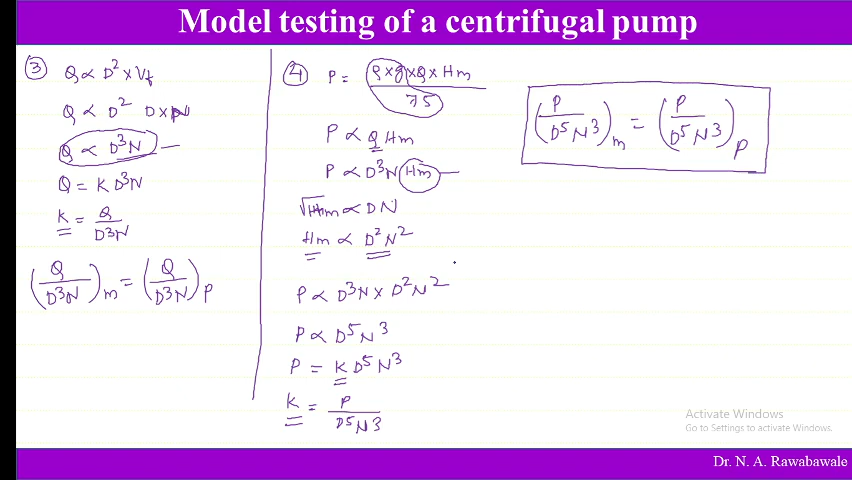 Model testing of a centrifugal pump
③ Q ∝ D² × Vf
Q ∝ D² D×N
Q ∝ D³N
Q = K D³N
K = Q / D³N
(Q / D³N)m = (Q / D³N)p
④ P = ρ×g×Q×Hm / 75
P ∝ Q Hm
P ∝ D³N Hm
√Hm ∝ DN
Hm ∝ D²N²
P ∝ D³N × D²N²
P ∝ D⁵N³
P = K D⁵N³
K = P / D⁵N³
(P / D⁵N³)m = (P / D⁵N³)p
Activate Windows
Go to Settings to activate Windows.
Dr. N. A. Rawabawale